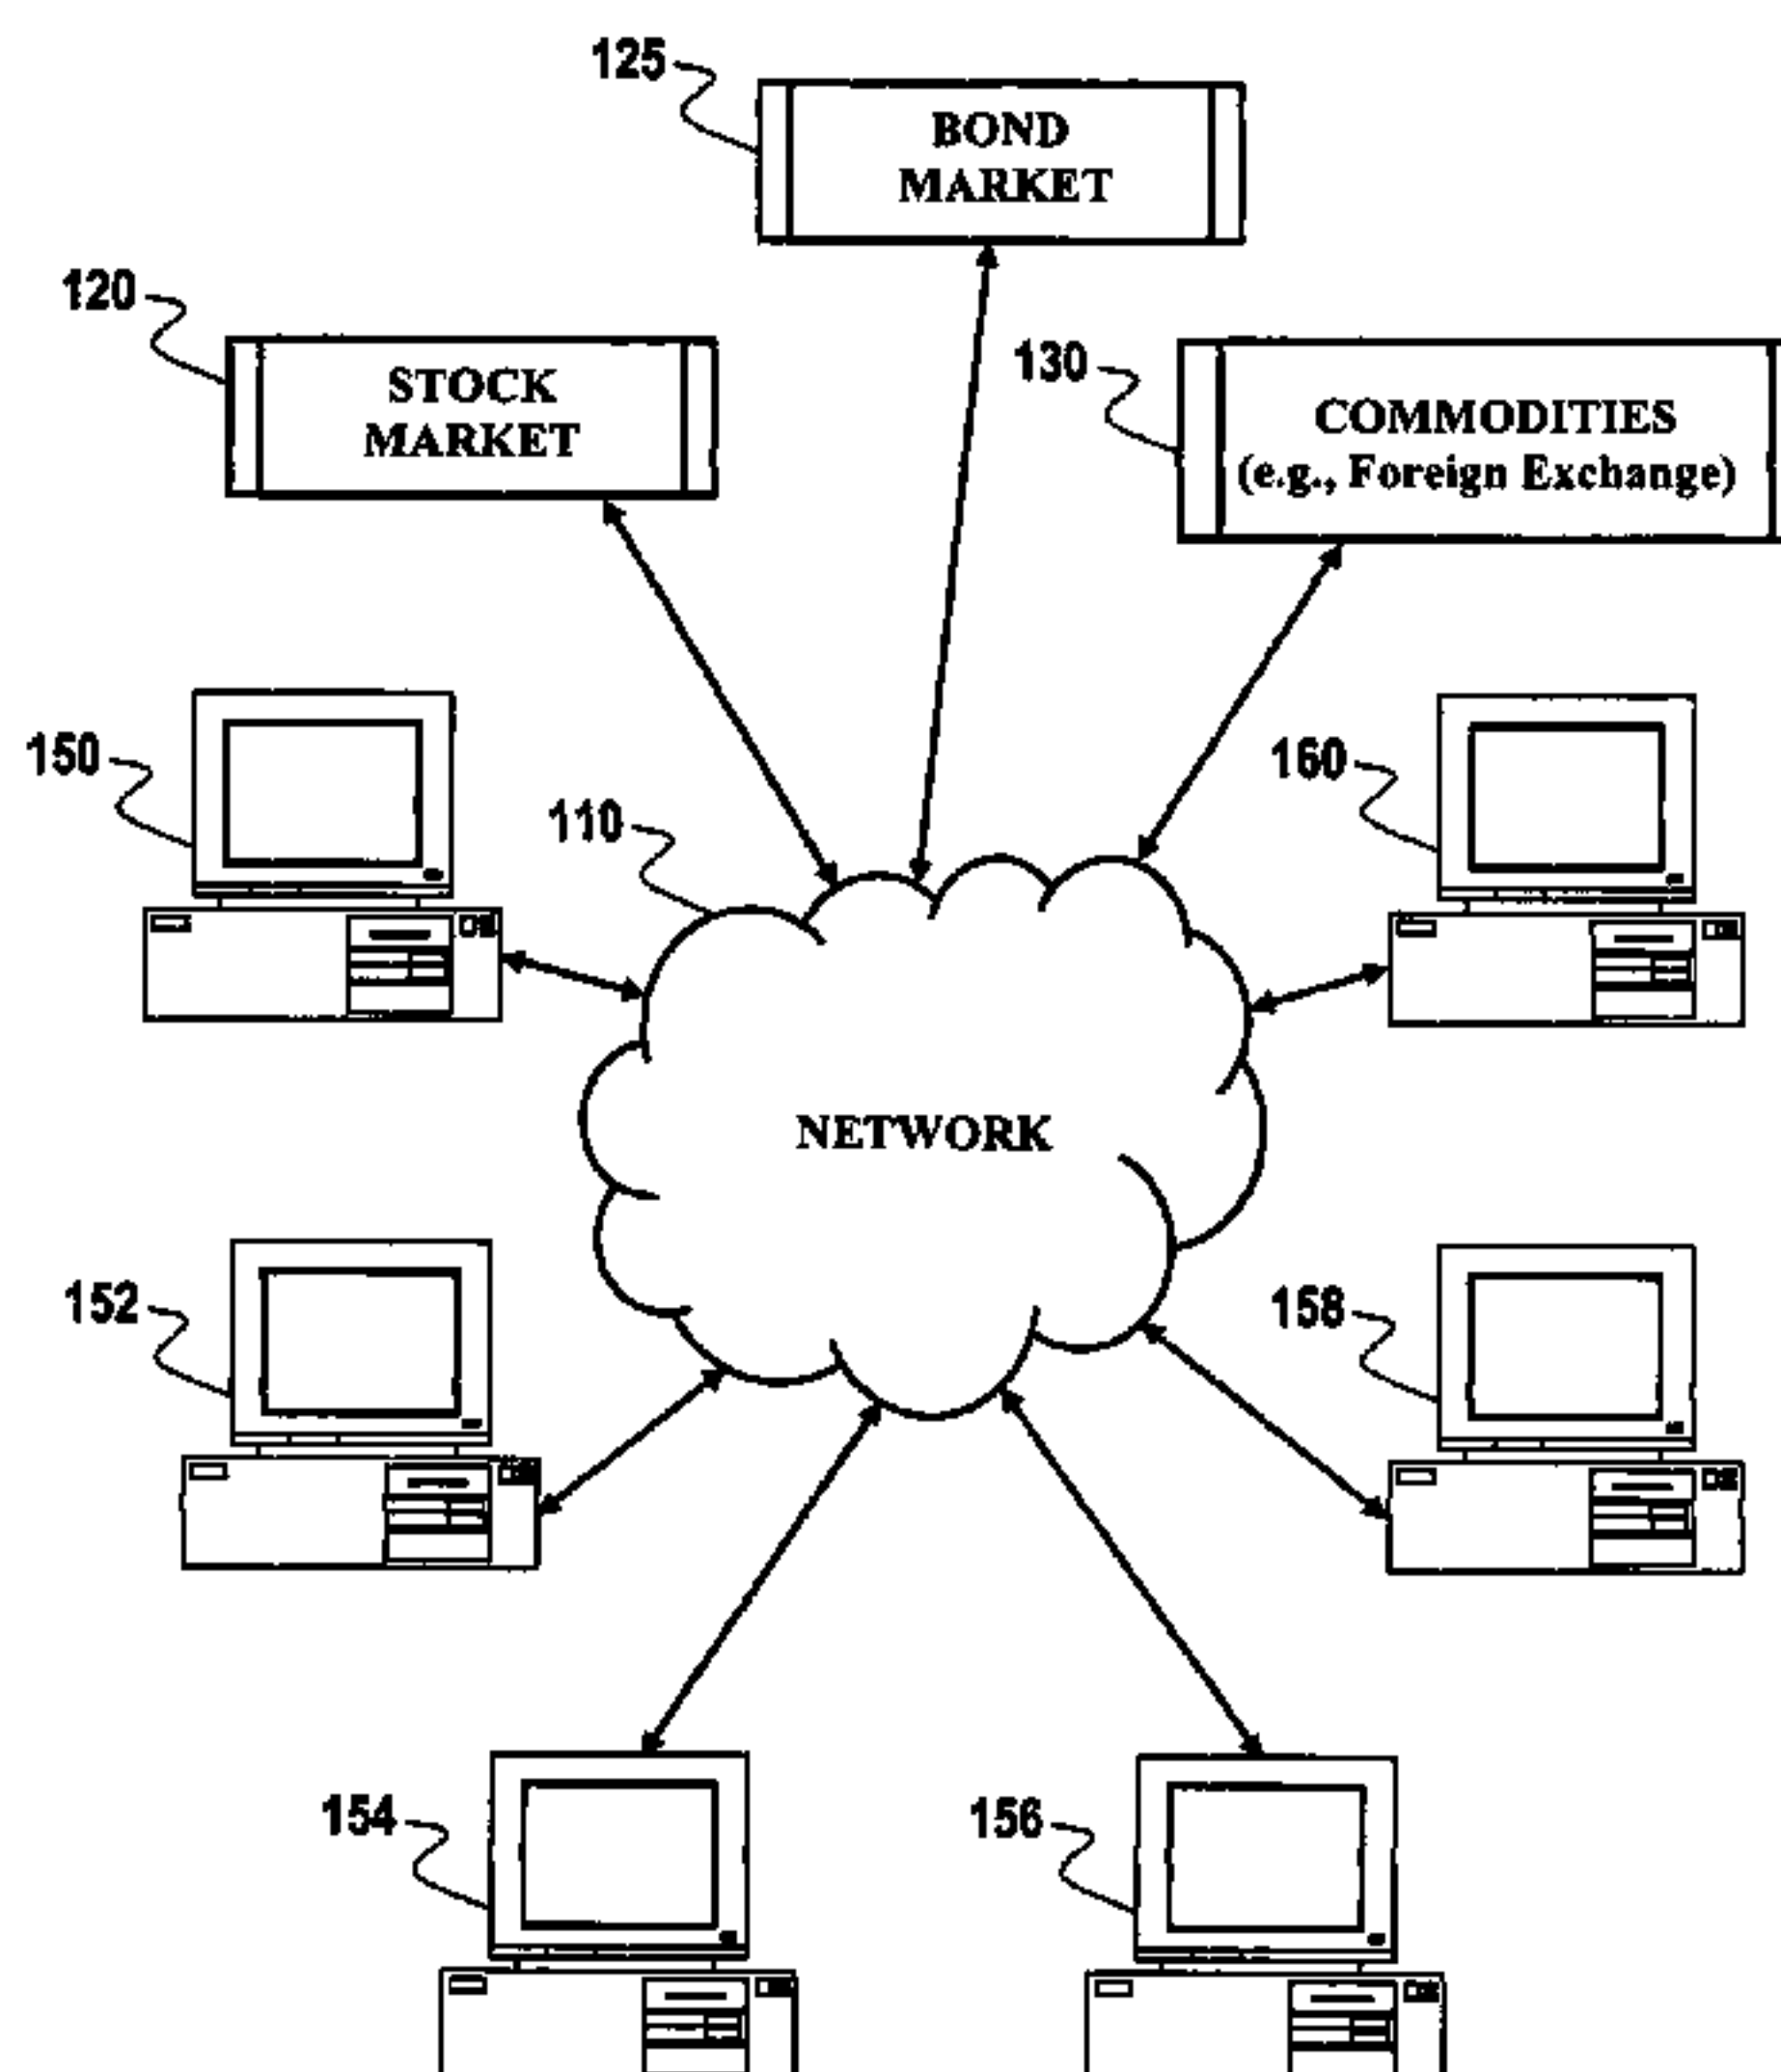 125
BOND
MARKET
120
STOCK
MARKET
130
COMMODITIES
(e.g., Foreign Exchange)
150
160
110
NETWORK
152
158
154
156